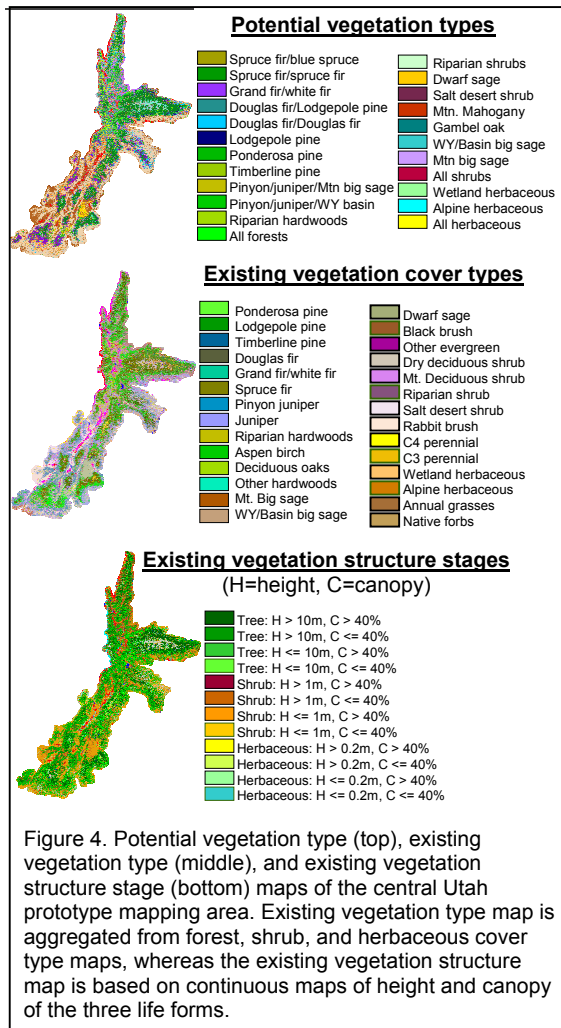 Potential vegetation types
Spruce fir/blue spruce
Spruce fir/spruce fir
Grand fir/white fir
Douglas fir/Lodgepole pine
Douglas fir/Douglas fir
Lodgepole pine
Ponderosa pine
Timberline pine
Pinyon/juniper/Mtn big sage
Pinyon/juniper/WY basin
Riparian hardwoods
All forests
Riparian shrubs
Dwarf sage
Salt desert shrub
Mtn. Mahogany
Gambel oak
WY/Basin big sage
Mtn big sage
All shrubs
Wetland herbaceous
Alpine herbaceous
All herbaceous
Existing vegetation cover types
Ponderosa pine
Lodgepole pine
Timberline pine
Douglas fir
Grand fir/white fir
Spruce fir
Pinyon juniper
Juniper
Riparian hardwoods
Aspen birch
Deciduous oaks
Other hardwoods
Mt. Big sage
WY/Basin big sage
Dwarf sage
Black brush
Other evergreen
Dry deciduous shrub
Mt. Deciduous shrub
Riparian shrub
Salt desert shrub
Rabbit brush
C4 perennial
C3 perennial
Wetland herbaceous
Alpine herbaceous
Annual grasses
Native forbs
Existing vegetation structure stages
(H=height, C=canopy)
Tree: H > 10m, C > 40%
Tree: H > 10m, C <= 40%
Tree: H <= 10m, C > 40%
Tree: H <= 10m, C <= 40%
Shrub: H > 1m, C > 40%
Shrub: H > 1m, C <= 40%
Shrub: H <= 1m, C > 40%
Shrub: H <= 1m, C <= 40%
Herbaceous: H > 0.2m, C > 40%
Herbaceous: H > 0.2m, C <= 40%
Herbaceous: H <= 0.2m, C > 40%
Herbaceous: H <= 0.2m, C <= 40%
Figure 4. Potential vegetation type (top), existing
vegetation type (middle), and existing vegetation
structure stage (bottom) maps of the central Utah
prototype mapping area. Existing vegetation type map is
aggregated from forest, shrub, and herbaceous cover
type maps, whereas the existing vegetation structure
map is based on continuous maps of height and canopy
of the three life forms.